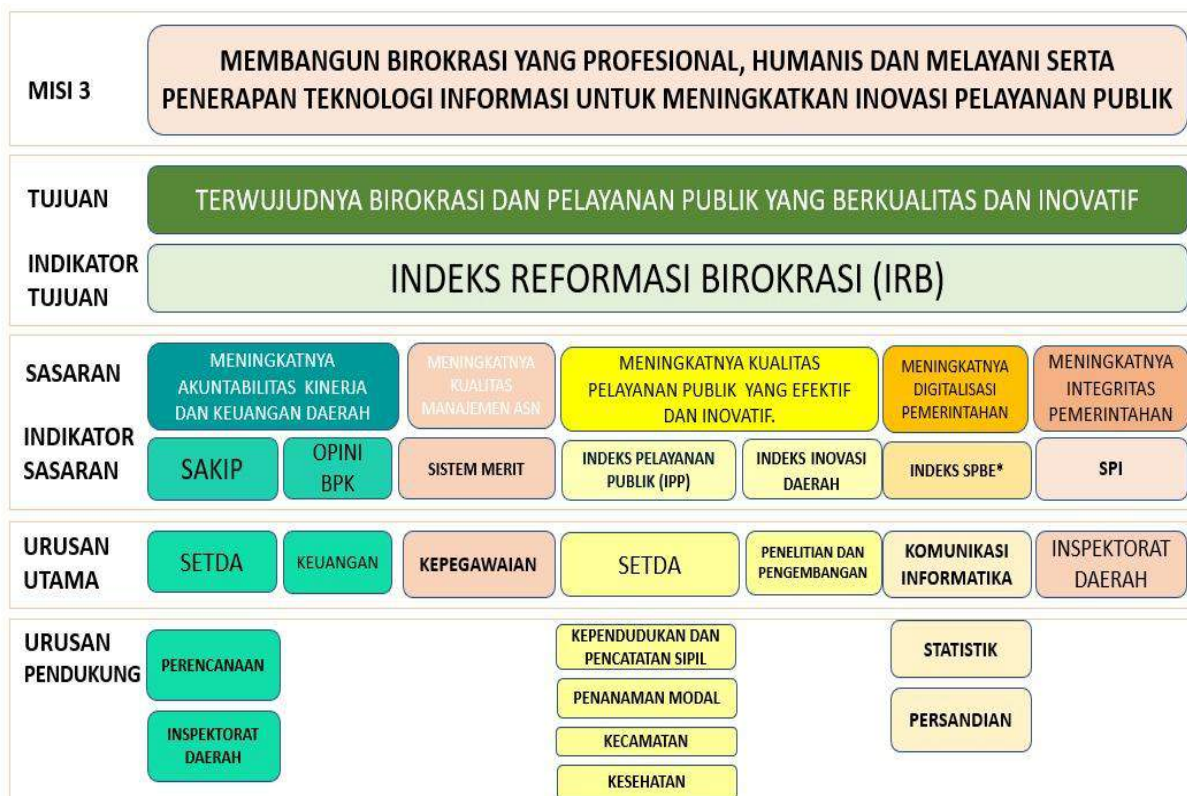 MISI 3
MEMBANGUN BIROKRASI YANG PROFESIONAL, HUMANIS DAN MELAYANI SERTA
PENERAPAN TEKNOLOGI INFORMASI UNTUK MENINGKATKAN INOVASI PELAYANAN PUBLIK
TUJUAN
TERWUJUDNYA BIROKRASI DAN PELAYANAN PUBLIK YANG BERKUALITAS DAN INOVATIF
INDIKATOR
TUJUAN
INDEKS REFORMASI BIROKRASI (IRB)
SASARAN
MENINGKATNYA
AKUNTABILITAS KINERJA
DAN KEUANGAN DAERAH
MENINGKATNYA
KUALITAS
MANAJEMEN ASN
MENINGKATNYA KUALITAS
PELAYANAN PUBLIK YANG EFEKTIF
DAN INOVATIF.
MENINGKATNYA
DIGITALISASI
PEMERINTAHAN
MENINGKATNYA
INTEGRITAS
PEMERINTAHAN
INDIKATOR
SASARAN
SAKIP
OPINI
BPK
SISTEM MERIT
INDEKS PELAYANAN
PUBLIK (IPP)
INDEKS INOVASI
DAERAH
INDEKS SPBE*
SPI
URUSAN
UTAMA
SETDA
KEUANGAN
KEPEGAWAIAN
SETDA
PENELITIAN DAN
PENGEMBANGAN
KOMUNIKASI
INFORMATIKA
INSPEKTORAT
DAERAH
URUSAN
PENDUKUNG
PERENCANAAN
INSPEKTORAT
DAERAH
KEPENDUDUKAN DAN
PENCATATAN SIPIL
PENANAMAN MODAL
KECAMATAN
KESEHATAN
STATISTIK
PERSANDIAN